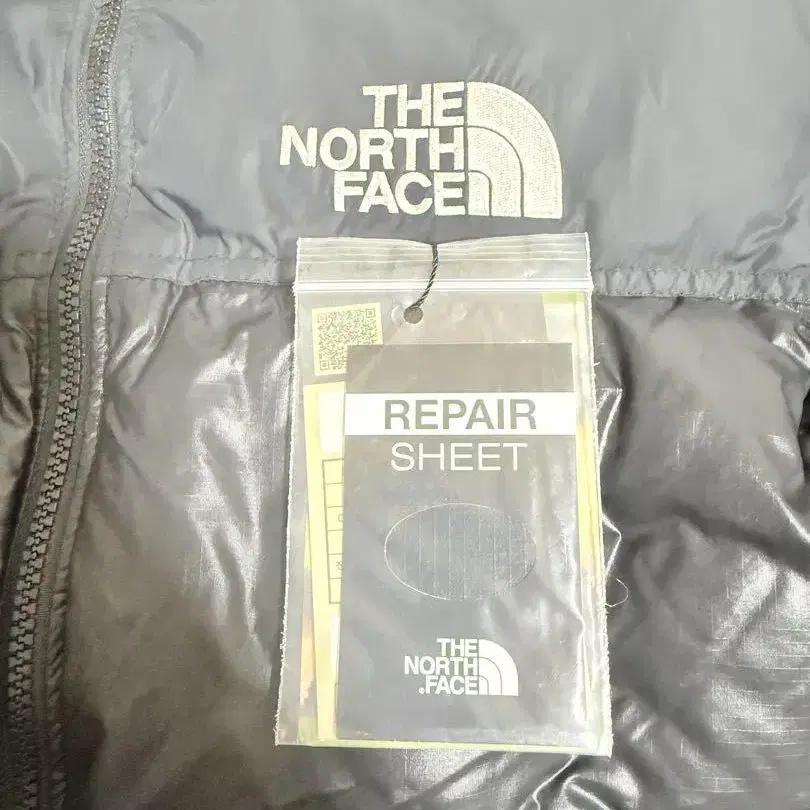 THE
NORTH
FACE
REPAIR
SHEET
THE
NORTH
FACE